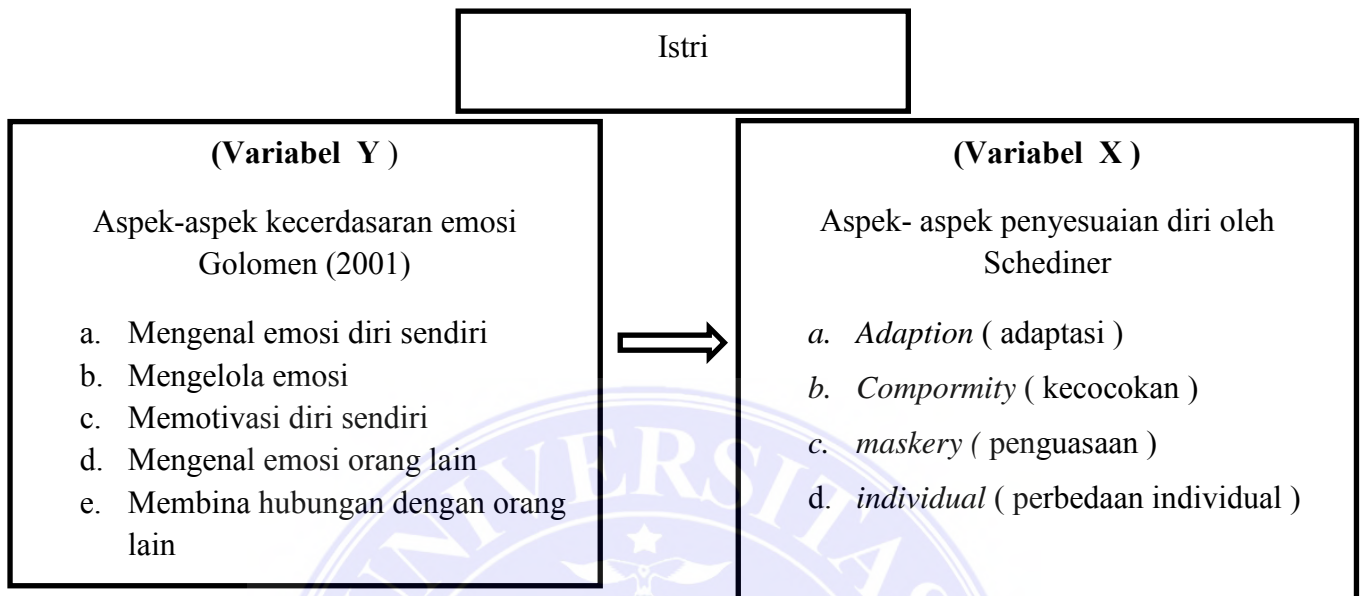 Istri
(Variabel Y )
Aspek-aspek kecerdasaran emosi
Golomen (2001)
a. Mengenal emosi diri sendiri
b. Mengelola emosi
c. Memotivasi diri sendiri
d. Mengenal emosi orang lain
e. Membina hubungan dengan orang
lain
(Variabel X )
Aspek- aspek penyesuaian diri oleh
Schediner
a. Adaption ( adaptasi )
b. Compormity ( kecocokan )
c. maskery ( penguasaan )
d. individual ( perbedaan individual )
UNIVERSITAS